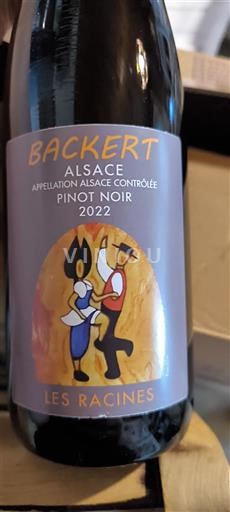 BACKERT
ALSACE
APPELLATION ALSACE CONTRÔLÉE
PINOT NOIR
2022
LES RACINES